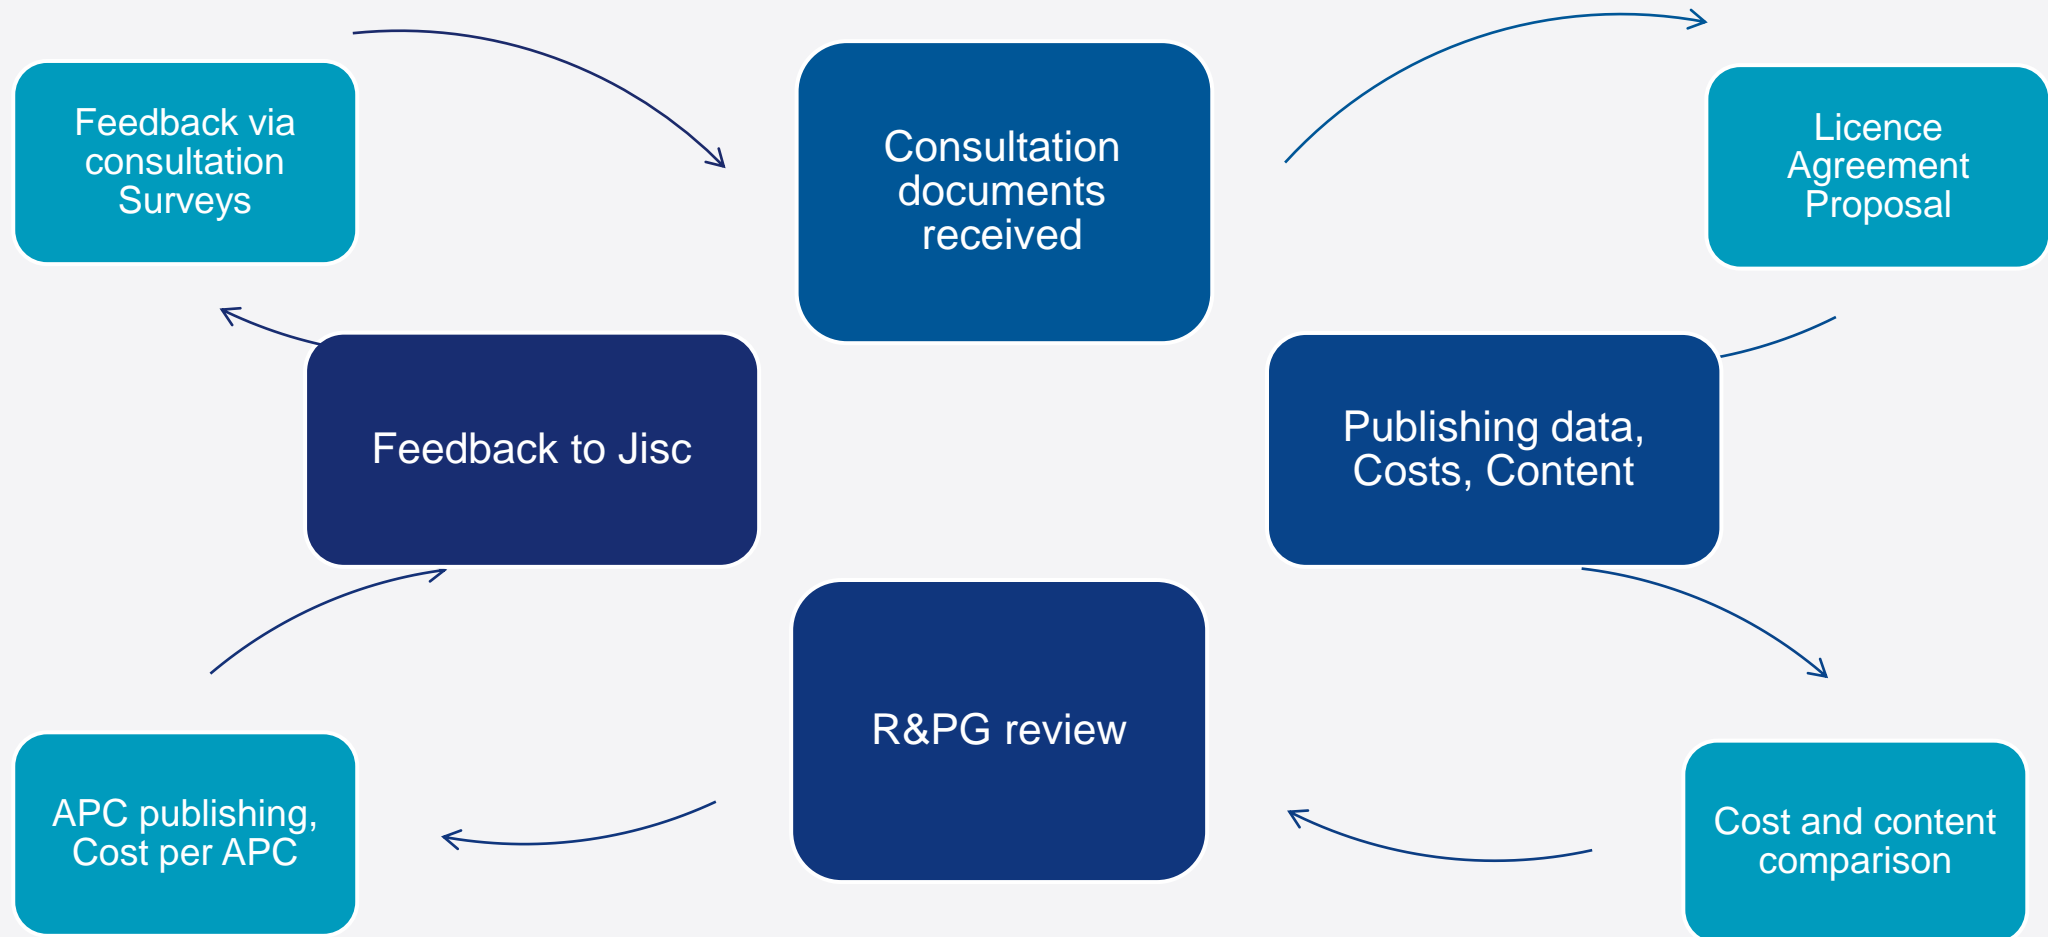 Feedback via
consultation
Surveys
Consultation
documents
received
Licence
Agreement
Proposal
Feedback to Jisc
Publishing data,
Costs, Content
R&PG review
APC publishing,
Cost per APC
Cost and content
comparison